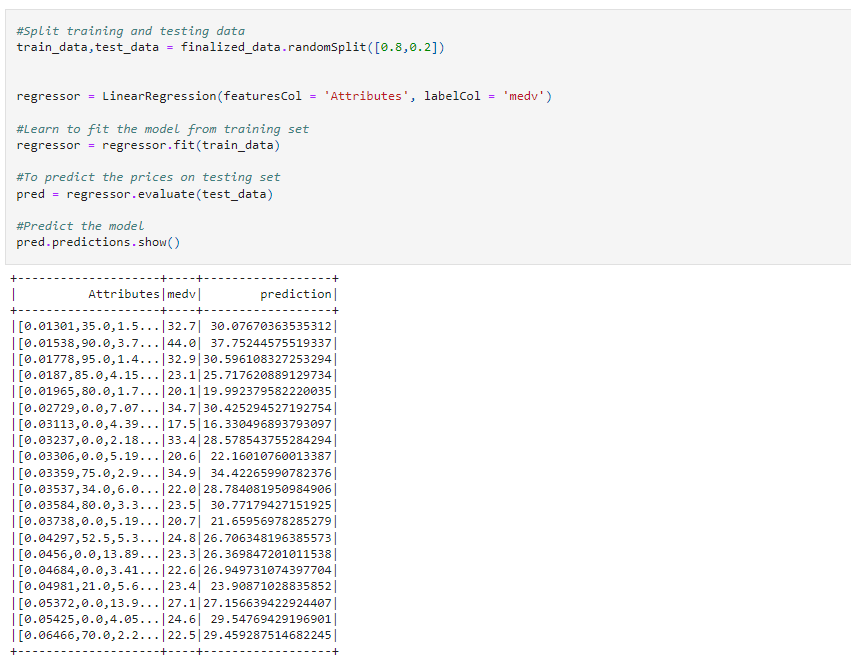 #Split training and testing data
train_data,test_data = finalized_data.randomSplit([0.8,0.2])
regressor = LinearRegression(featuresCol = 'Attributes', labelCol = 'medv')
#Learn to fit the model from training set
regressor = regressor.fit(train_data)
#To predict the prices on testing set
pred = regressor.evaluate(test_data)
#Predict the model
pred.predictions.show()
+--------------------+----+------------------+
|          Attributes|medv|        prediction|
+--------------------+----+------------------+
|[0.01301,35.0,1.5...|32.7| 30.07670363535312|
|[0.01538,90.0,3.7...|44.0| 37.75244575519337|
|[0.01778,95.0,1.4...|32.9|30.596108327253294|
|[0.0187,85.0,4.15...|23.1|25.717620889129734|
|[0.01965,80.0,1.7...|20.1|19.992379582220035|
|[0.02729,0.0,7.07...|34.7|30.425294527192754|
|[0.03113,0.0,4.39...|17.5|16.330496893793097|
|[0.03237,0.0,2.18...|33.4|28.578543755284294|
|[0.03306,0.0,5.19...|20.6| 22.16010760013387|
|[0.03359,75.0,2.9...|34.9| 34.42265990782376|
|[0.03537,34.0,6.0...|22.0|28.784081950984906|
|[0.03584,80.0,3.3...|23.5| 30.77179427151925|
|[0.03738,0.0,5.19...|20.7| 21.65956978285279|
|[0.04297,52.5,5.3...|24.8|26.706348196385573|
|[0.0456,0.0,13.89...|23.3|26.369847201011538|
|[0.04684,0.0,3.41...|22.6|26.949731074397704|
|[0.04981,21.0,5.6...|23.4| 23.90871028835852|
|[0.05372,0.0,13.9...|27.1|27.156639422924407|
|[0.05425,0.0,4.05...|24.6| 29.54769429196901|
|[0.06466,70.0,2.2...|22.5|29.459287514682245|
+--------------------+----+------------------+